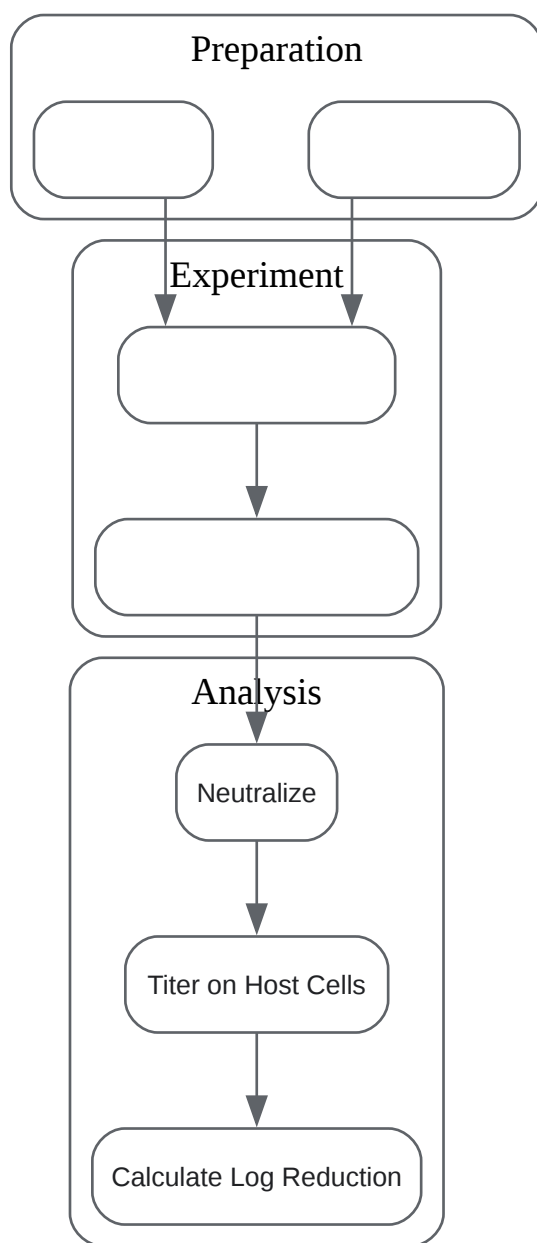 Preparation
Experiment
Analysis
Neutralize
Titer on Host Cells
Calculate Log Reduction